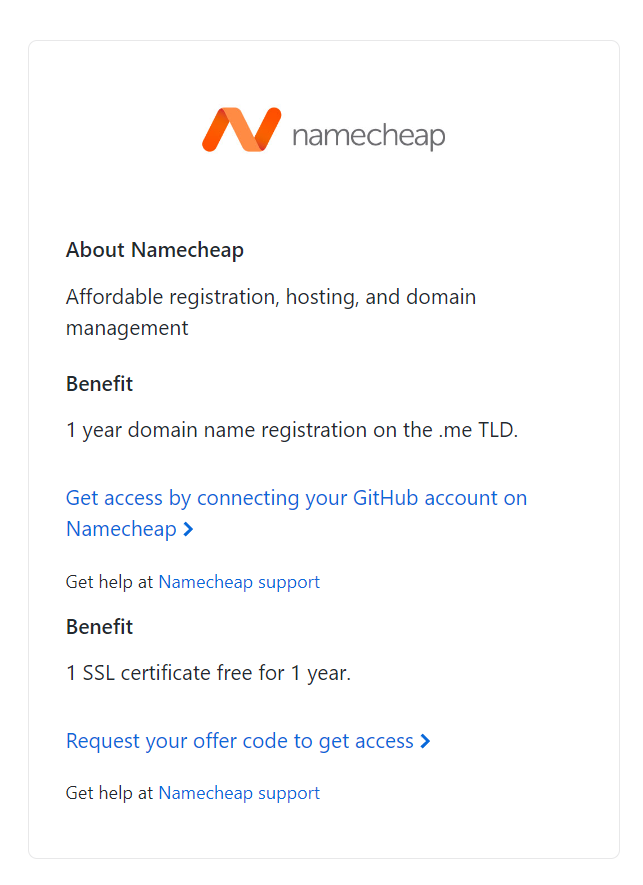 namecheap
About Namecheap
Affordable registration, hosting, and domain
management
Benefit
1 year domain name registration on the .me TLD.
Get access by connecting your GitHub account on
Namecheap
Get help at Namecheap support
Benefit
1 SSL certificate free for 1 year.
Request your offer code to get access
Get help at Namecheap support